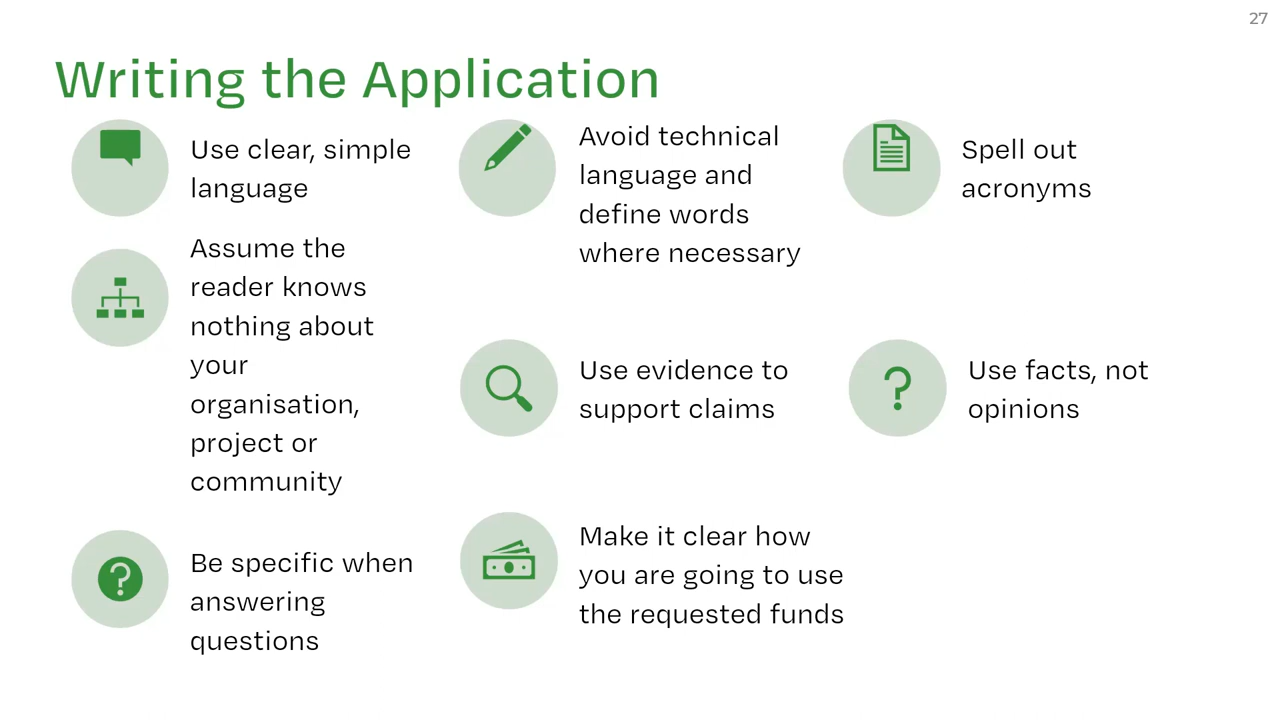 27
Writing the Application
Use clear, simple
language
Avoid technical
language and
define words
where necessary
Spell out
acronyms
Assume the
reader knows
nothing about
your
organisation,
project or
community
Use evidence to
support claims
Use facts, not
opinions
Be specific when
answering
questions
Make it clear how
you are going to use
the requested funds